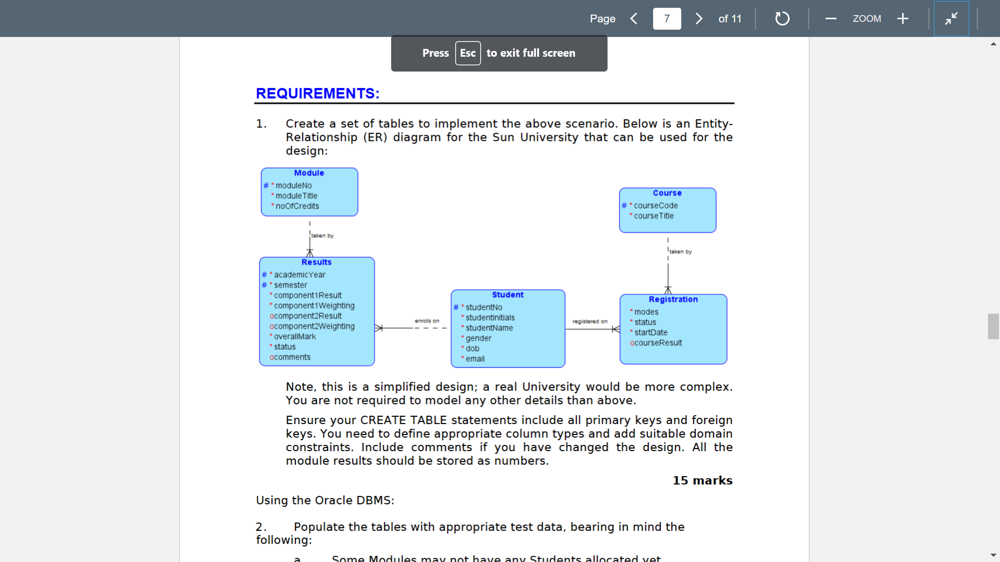 Page 7 of 11 ZOOM
Press Esc to exit full screen
REQUIREMENTS:
1. Create a set of tables to implement the above scenario. Below is an Entity-
Relationship (ER) diagram for the Sun University that can be used for the
design:
Module
# * moduleNo
* moduleTitle
* noOfCredits
taken by
Course
# * courseCode
* courseTitle
taken by
Results
# * academicYear
# * semester
* component1Result
* component1Weighting
o component2Result
o component2Weighting
* overallMark
* status
o comments
enrols on
Student
# * studentNo
* studentInitials
* studentName
* gender
* dob
* email
registered on
Registration
* modes
* status
* startDate
o courseResult
Note, this is a simplified design; a real University would be more complex.
You are not required to model any other details than above.
Ensure your CREATE TABLE statements include all primary keys and foreign
keys. You need to define appropriate column types and add suitable domain
constraints. Include comments if you have changed the design. All the
module results should be stored as numbers.
15 marks
Using the Oracle DBMS:
2. Populate the tables with appropriate test data, bearing in mind the
following:
a Some Modules may not have any Students allocated yet